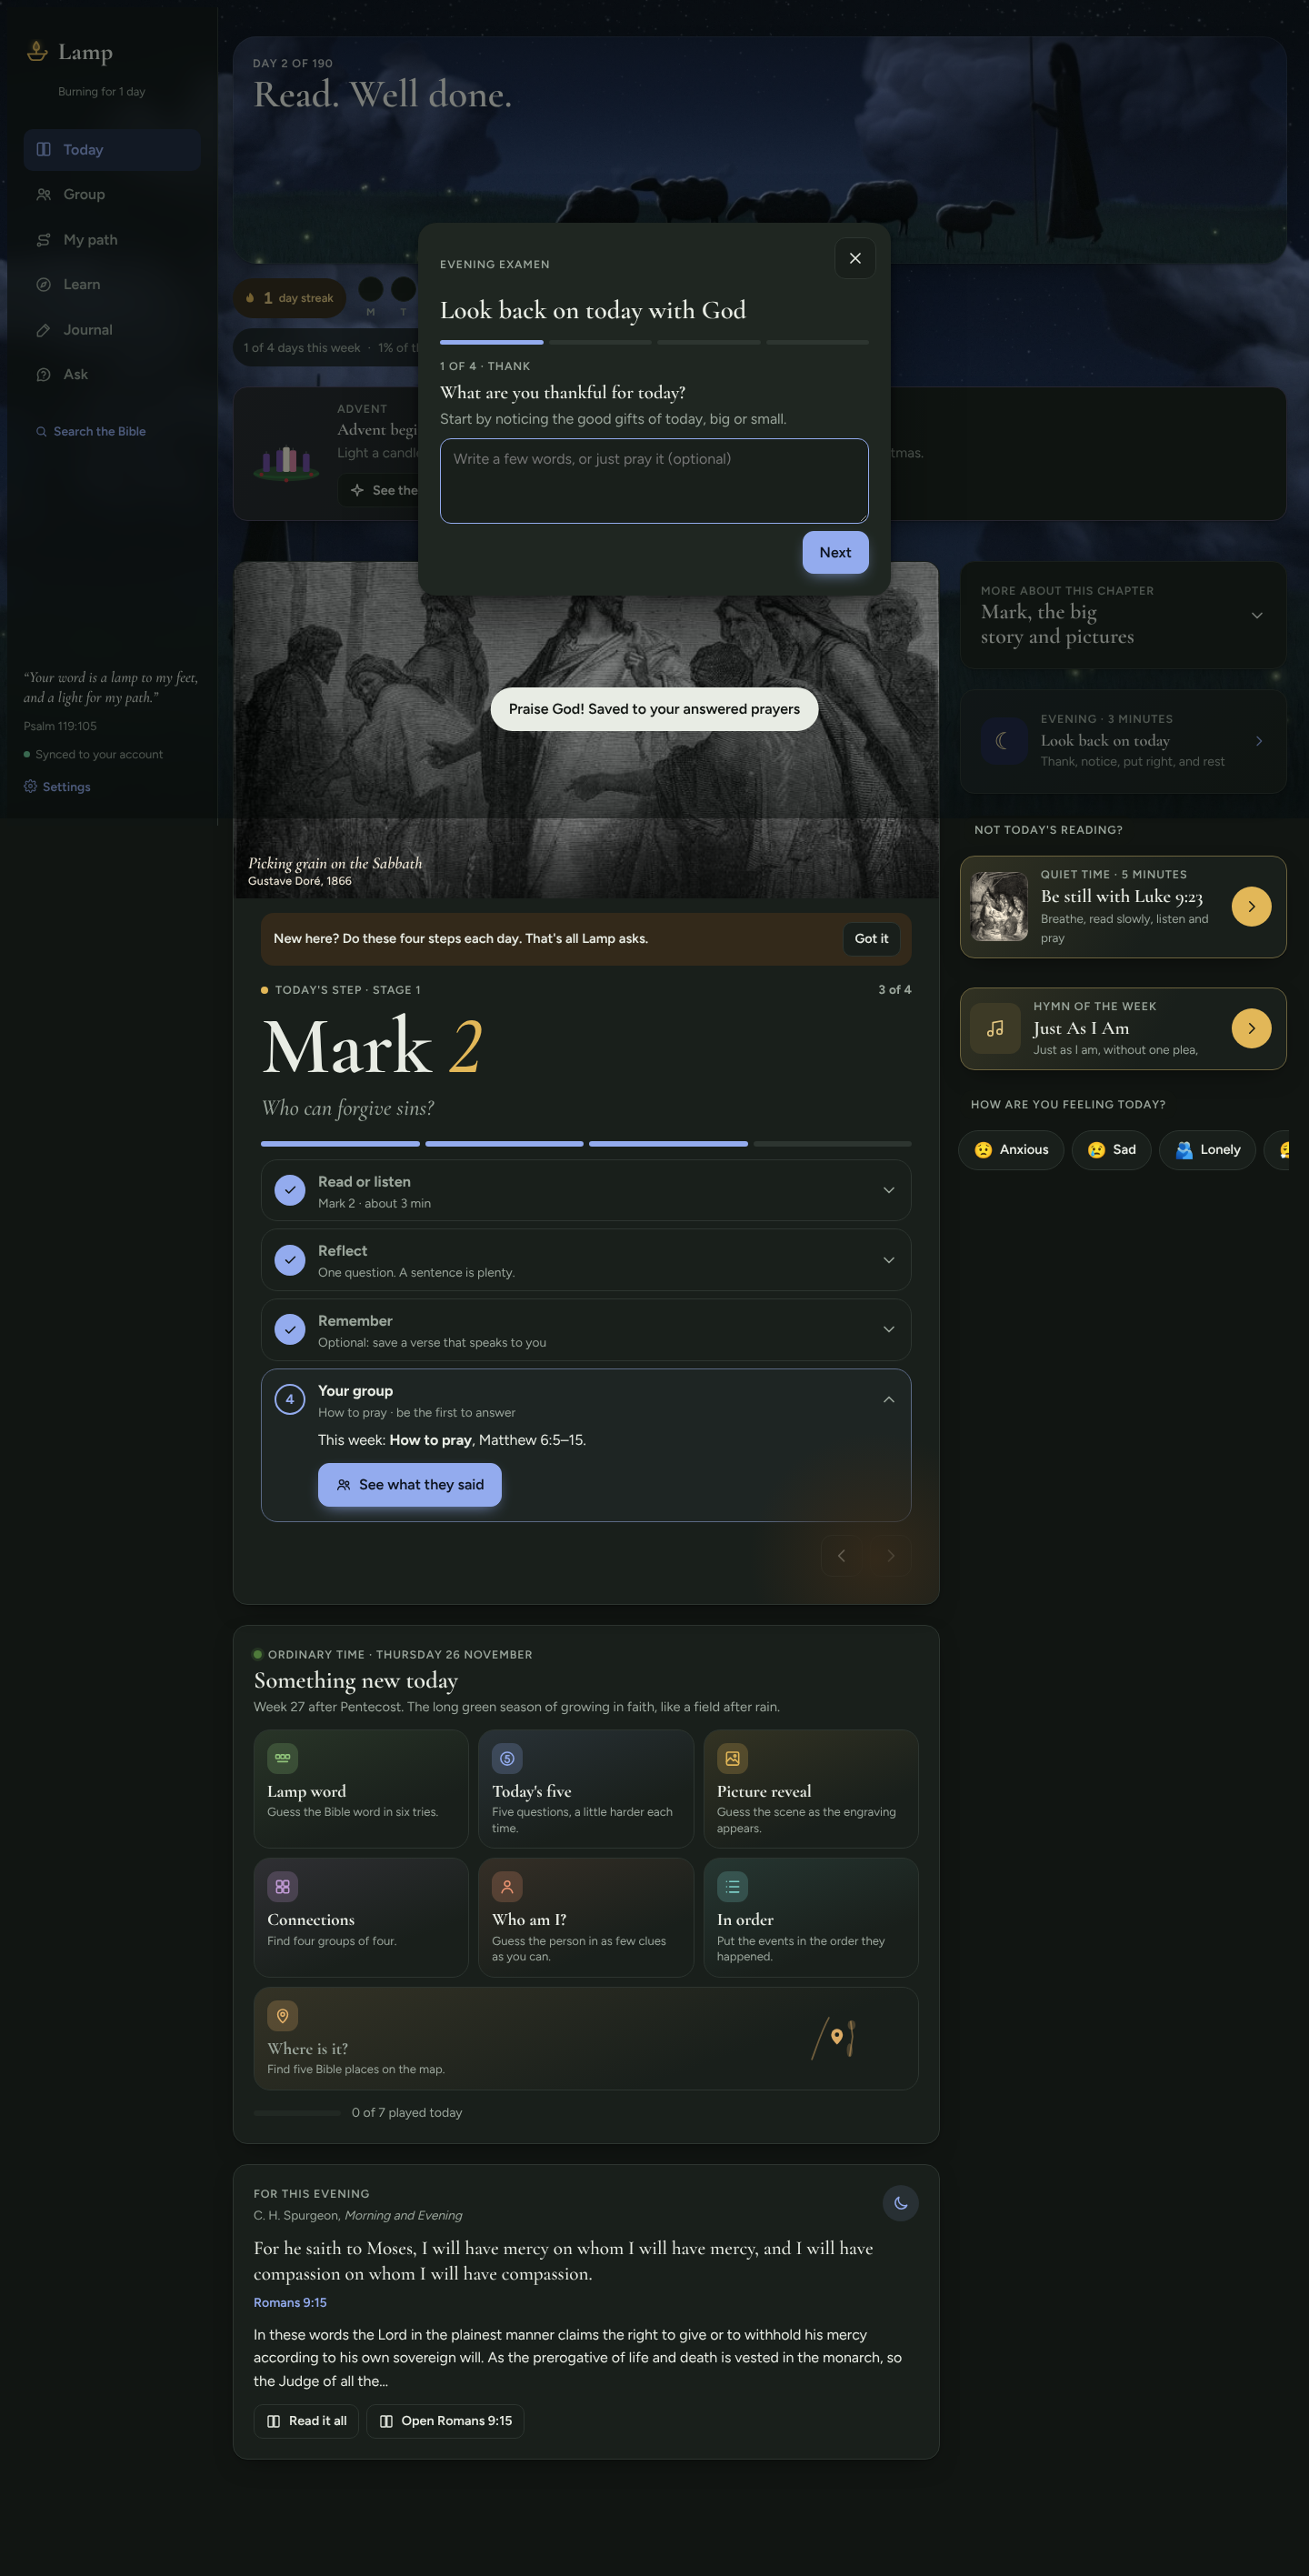 Lamp
Burning for 1 day
Today
Group
My path
Learn
Journal
Ask
Search the Bible
“Your word is a lamp to my feet,
and a light for my path.”
Psalm 119:105
Synced to your account
Settings
DAY 2 OF 190
Read. Well done.
1 day streak
M T
1 of 4 days this week · 1% of
ADVENT
Advent
Light a
See the
EVENING EXAMEN
Look back on today with God
1 OF 4 · THANK
What are you thankful for today?
Start by noticing the good gifts of today, big or small.
Write a few words, or just pray it (optional)
Next
Praise God! Saved to your answered prayers
Picking grain on the Sabbath
Gustave Doré, 1866
New here? Do these four steps each day. That's all Lamp asks.
Got it
TODAY'S STEP · STAGE 1
3 of 4
Mark 2
Who can forgive sins?
Read or listen
Mark 2 · about 3 min
Reflect
One question. A sentence is plenty.
Remember
Optional: save a verse that speaks to you
4
Your group
How to pray · be the first to answer
This week: How to pray, Matthew 6:5–15.
See what they said
MORE ABOUT THIS CHAPTER
Mark, the big
story and pictures
EVENING · 3 MINUTES
Look back on today
Thank, notice, put right, and rest
NOT TODAY'S READING?
QUIET TIME · 5 MINUTES
Be still with Luke 9:23
Breathe, read slowly, listen and
pray
HYMN OF THE WEEK
Just As I Am
Just as I am, without one plea,
HOW ARE YOU FEELING TODAY?
Anxious
Sad
Lonely
ORDINARY TIME · THURSDAY 26 NOVEMBER
Something new today
Week 27 after Pentecost. The long green season of growing in faith, like a field after rain.
Lamp word
Guess the Bible word in six tries.
5
Today's five
Five questions, a little harder each
time.
Picture reveal
Guess the scene as the engraving
appears.
Connections
Find four groups of four.
Who am I?
Guess the person in as few clues
as you can.
In order
Put the events in the order they
happened.
Where is it?
Find five Bible places on the map.
0 of 7 played today
FOR THIS EVENING
C. H. Spurgeon, Morning and Evening
For he saith to Moses, I will have mercy on whom I will have mercy, and I will have
compassion on whom I will have compassion.
Romans 9:15
In these words the Lord in the plainest manner claims the right to give or to withhold his mercy
according to his own sovereign will. As the prerogative of life and death is vested in the monarch, so
the Judge of all the…
Read it all
Open Romans 9:15